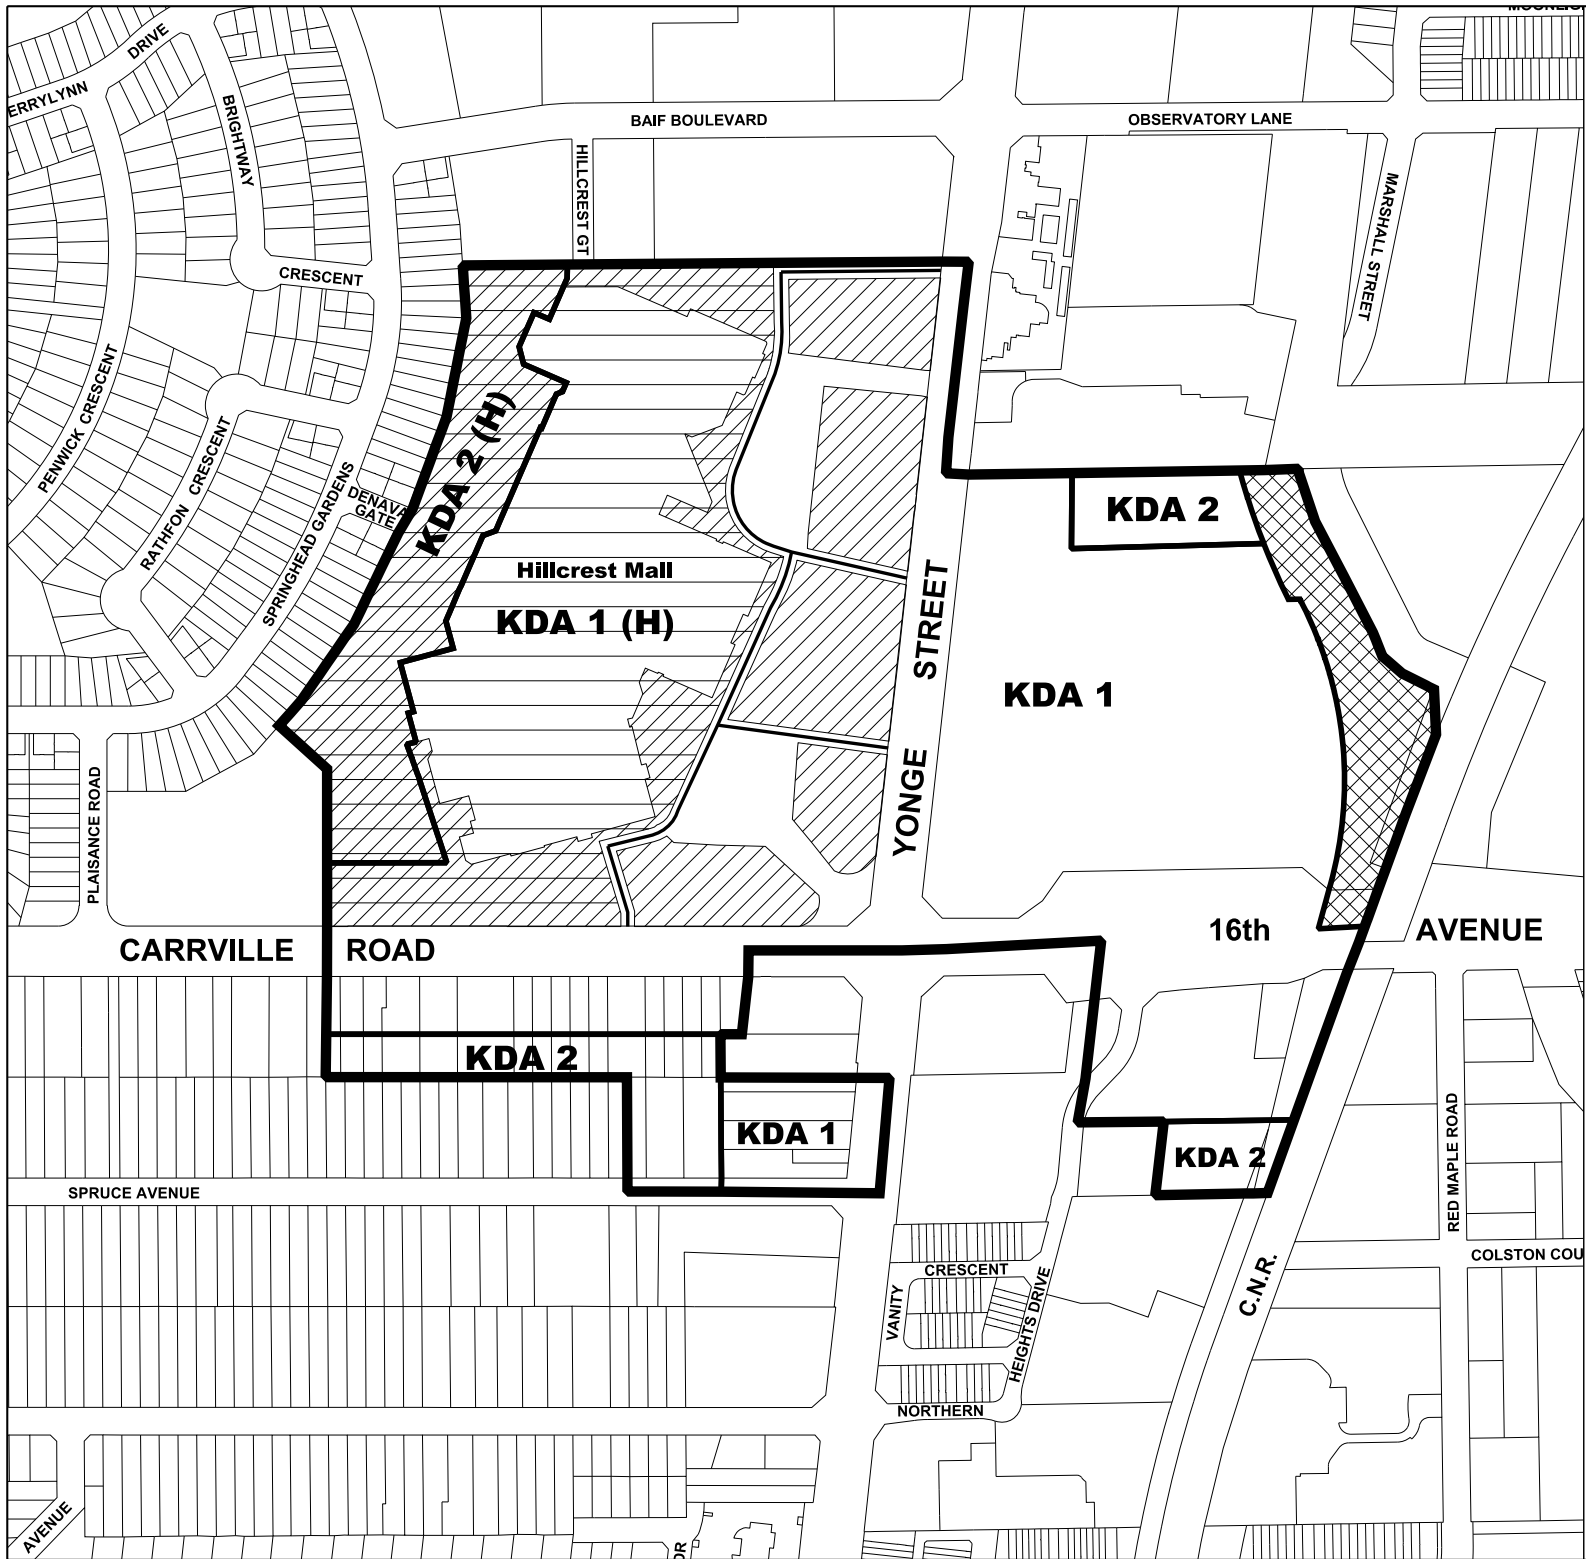 DRIVE
BRIGHTWAY
BAIF BOULEVARD
OBSERVATORY LANE
HILLCREST GT
MARSHALL STREET
CRESCENT
PENWICK CRESCENT
RATHFON CRESCENT
SPRINGHEAD GARDENS
DENAVA
GATE
KDA 2 (H)
KDA 2
Hillcrest Mall
KDA 1 (H)
YONGE STREET
KDA 1
PLAISANCE ROAD
CARRVILLE ROAD
16th AVENUE
KDA 2
KDA 1
KDA 2
SPRUCE AVENUE
RED MAPLE ROAD
C.N.R.
COLSTON COU
CRESCENT
VANITY
HEIGHTS DRIVE
NORTHERN
AVENUE
DR
ERRYLYNN